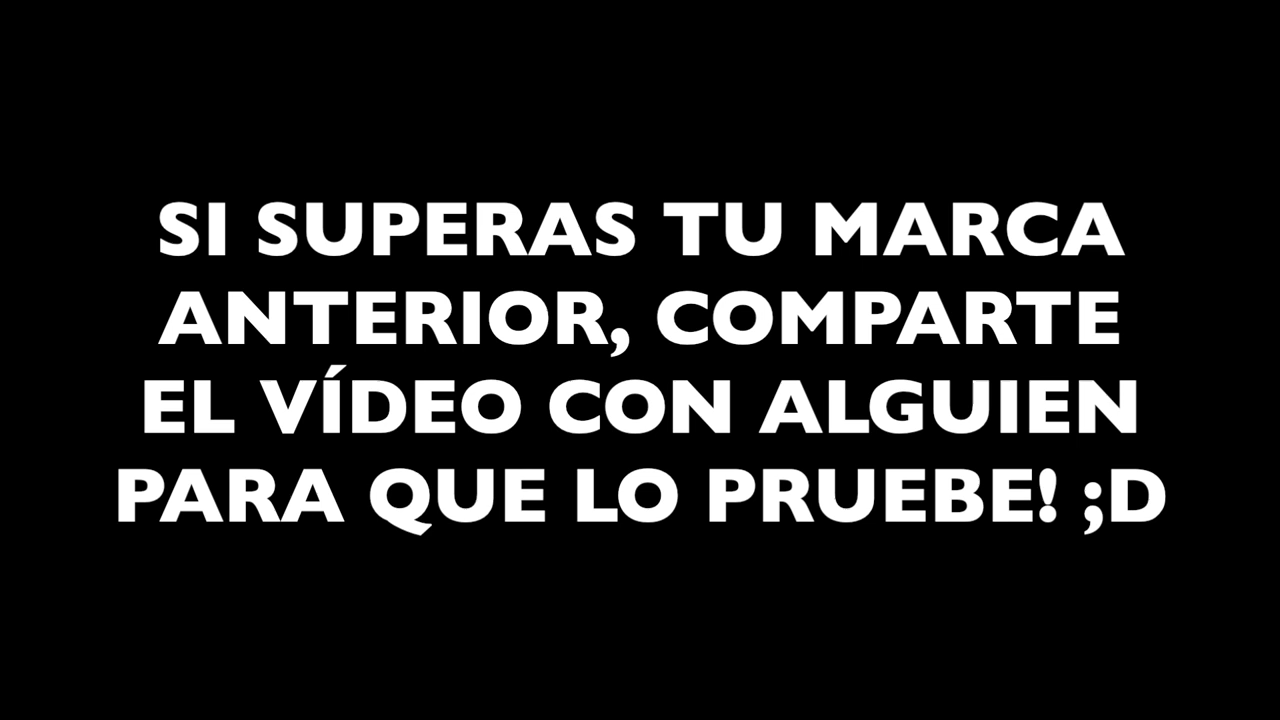 SI SUPERAS TU MARCA
ANTERIOR, COMPARTE
EL VÍDEO CON ALGUIEN
PARA QUE LO PRUEBE! ;D